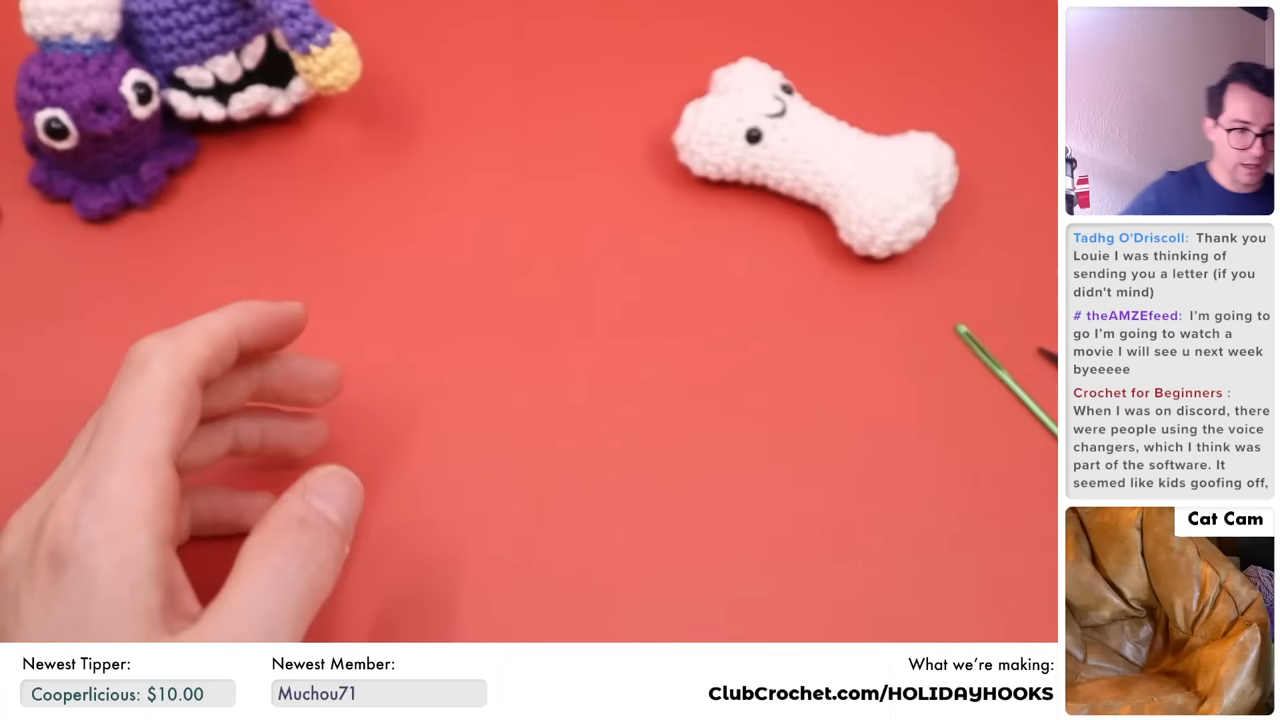 Tadhg O'Driscoll: Thank you
Louie I was thinking of
sending you a letter (if you
didn't mind)
# theAMZEfeed: I'm going to
go I'm going to watch a
movie I will see u next week
byeeeee
Crochet for Beginners :
When I was on discord, there
were people using the voice
changers, which I think was
part of the software. It
seemed like kids goofing off,
Cat Cam
Newest Tipper:
Cooperlicious: $10.00
Newest Member:
Muchou71
What we're making:
ClubCrochet.com/HOLIDAYHOOKS